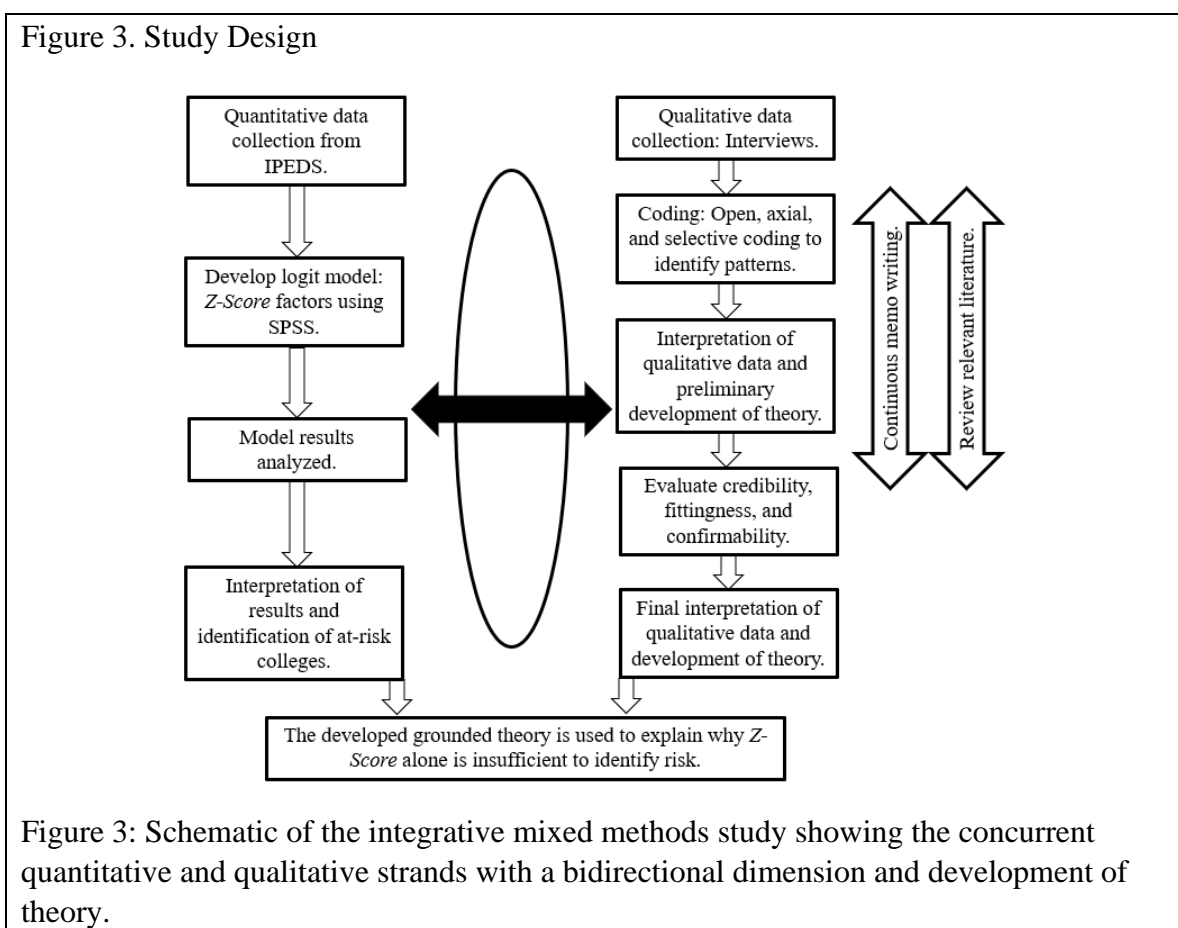 Figure 3. Study Design
Quantitative data
collection from
IPEDS.
Develop logit model:
Z-Score factors using
SPSS.
Model results
analyzed.
Interpretation of
results and
identification of at-risk
colleges.
Qualitative data
collection: Interviews.
Coding: Open, axial,
and selective coding to
identify patterns.
Interpretation of
qualitative data and
preliminary
development of theory.
Evaluate credibility,
fittingness, and
confirmability.
Final interpretation of
qualitative data and
development of theory.
Continuous memo writing.
Review relevant literature.
The developed grounded theory is used to explain why Z-
Score alone is insufficient to identify risk.
Figure 3: Schematic of the integrative mixed methods study showing the concurrent
quantitative and qualitative strands with a bidirectional dimension and development of
theory.